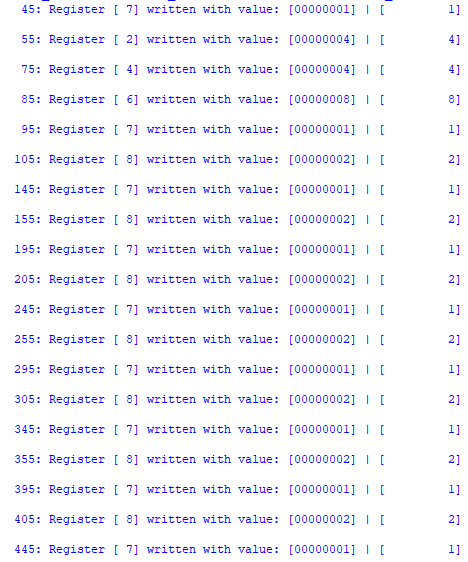 45: Register [ 7] written with value: [00000001] | [         1]
55: Register [ 2] written with value: [00000004] | [         4]
75: Register [ 4] written with value: [00000004] | [         4]
85: Register [ 6] written with value: [00000008] | [         8]
95: Register [ 7] written with value: [00000001] | [         1]
105: Register [ 8] written with value: [00000002] | [         2]
145: Register [ 7] written with value: [00000001] | [         1]
155: Register [ 8] written with value: [00000002] | [         2]
195: Register [ 7] written with value: [00000001] | [         1]
205: Register [ 8] written with value: [00000002] | [         2]
245: Register [ 7] written with value: [00000001] | [         1]
255: Register [ 8] written with value: [00000002] | [         2]
295: Register [ 7] written with value: [00000001] | [         1]
305: Register [ 8] written with value: [00000002] | [         2]
345: Register [ 7] written with value: [00000001] | [         1]
355: Register [ 8] written with value: [00000002] | [         2]
395: Register [ 7] written with value: [00000001] | [         1]
405: Register [ 8] written with value: [00000002] | [         2]
445: Register [ 7] written with value: [00000001] | [         1]